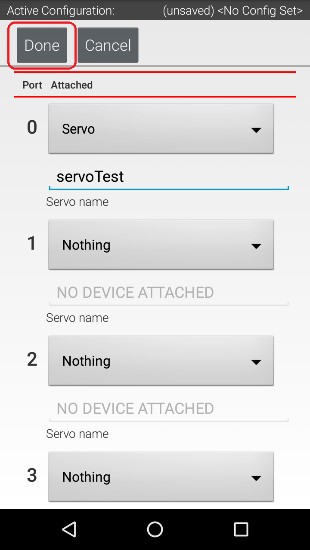 Active Configuration: (unsaved) <No Config Set>
Done Cancel
Port Attached
0 Servo
servoTest
Servo name
1 Nothing
NO DEVICE ATTACHED
Servo name
2 Nothing
NO DEVICE ATTACHED
Servo name
3 Nothing